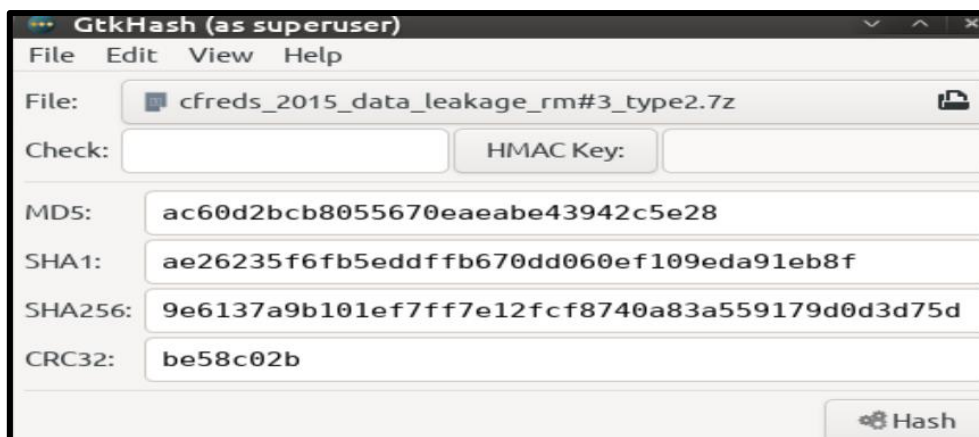 GtkHash (as superuser)
File Edit View Help
File: cfreds_2015_data_leakage_rm#3_type2.7z
Check: HMAC Key:
MD5: ac60d2bcb8055670eaeabe43942c5e28
SHA1: ae26235f6fb5eddffb670dd060ef109eda91eb8f
SHA256: 9e6137a9b101ef7ff7e12fcf8740a83a559179d0d3d75d
CRC32: be58c02b
Hash